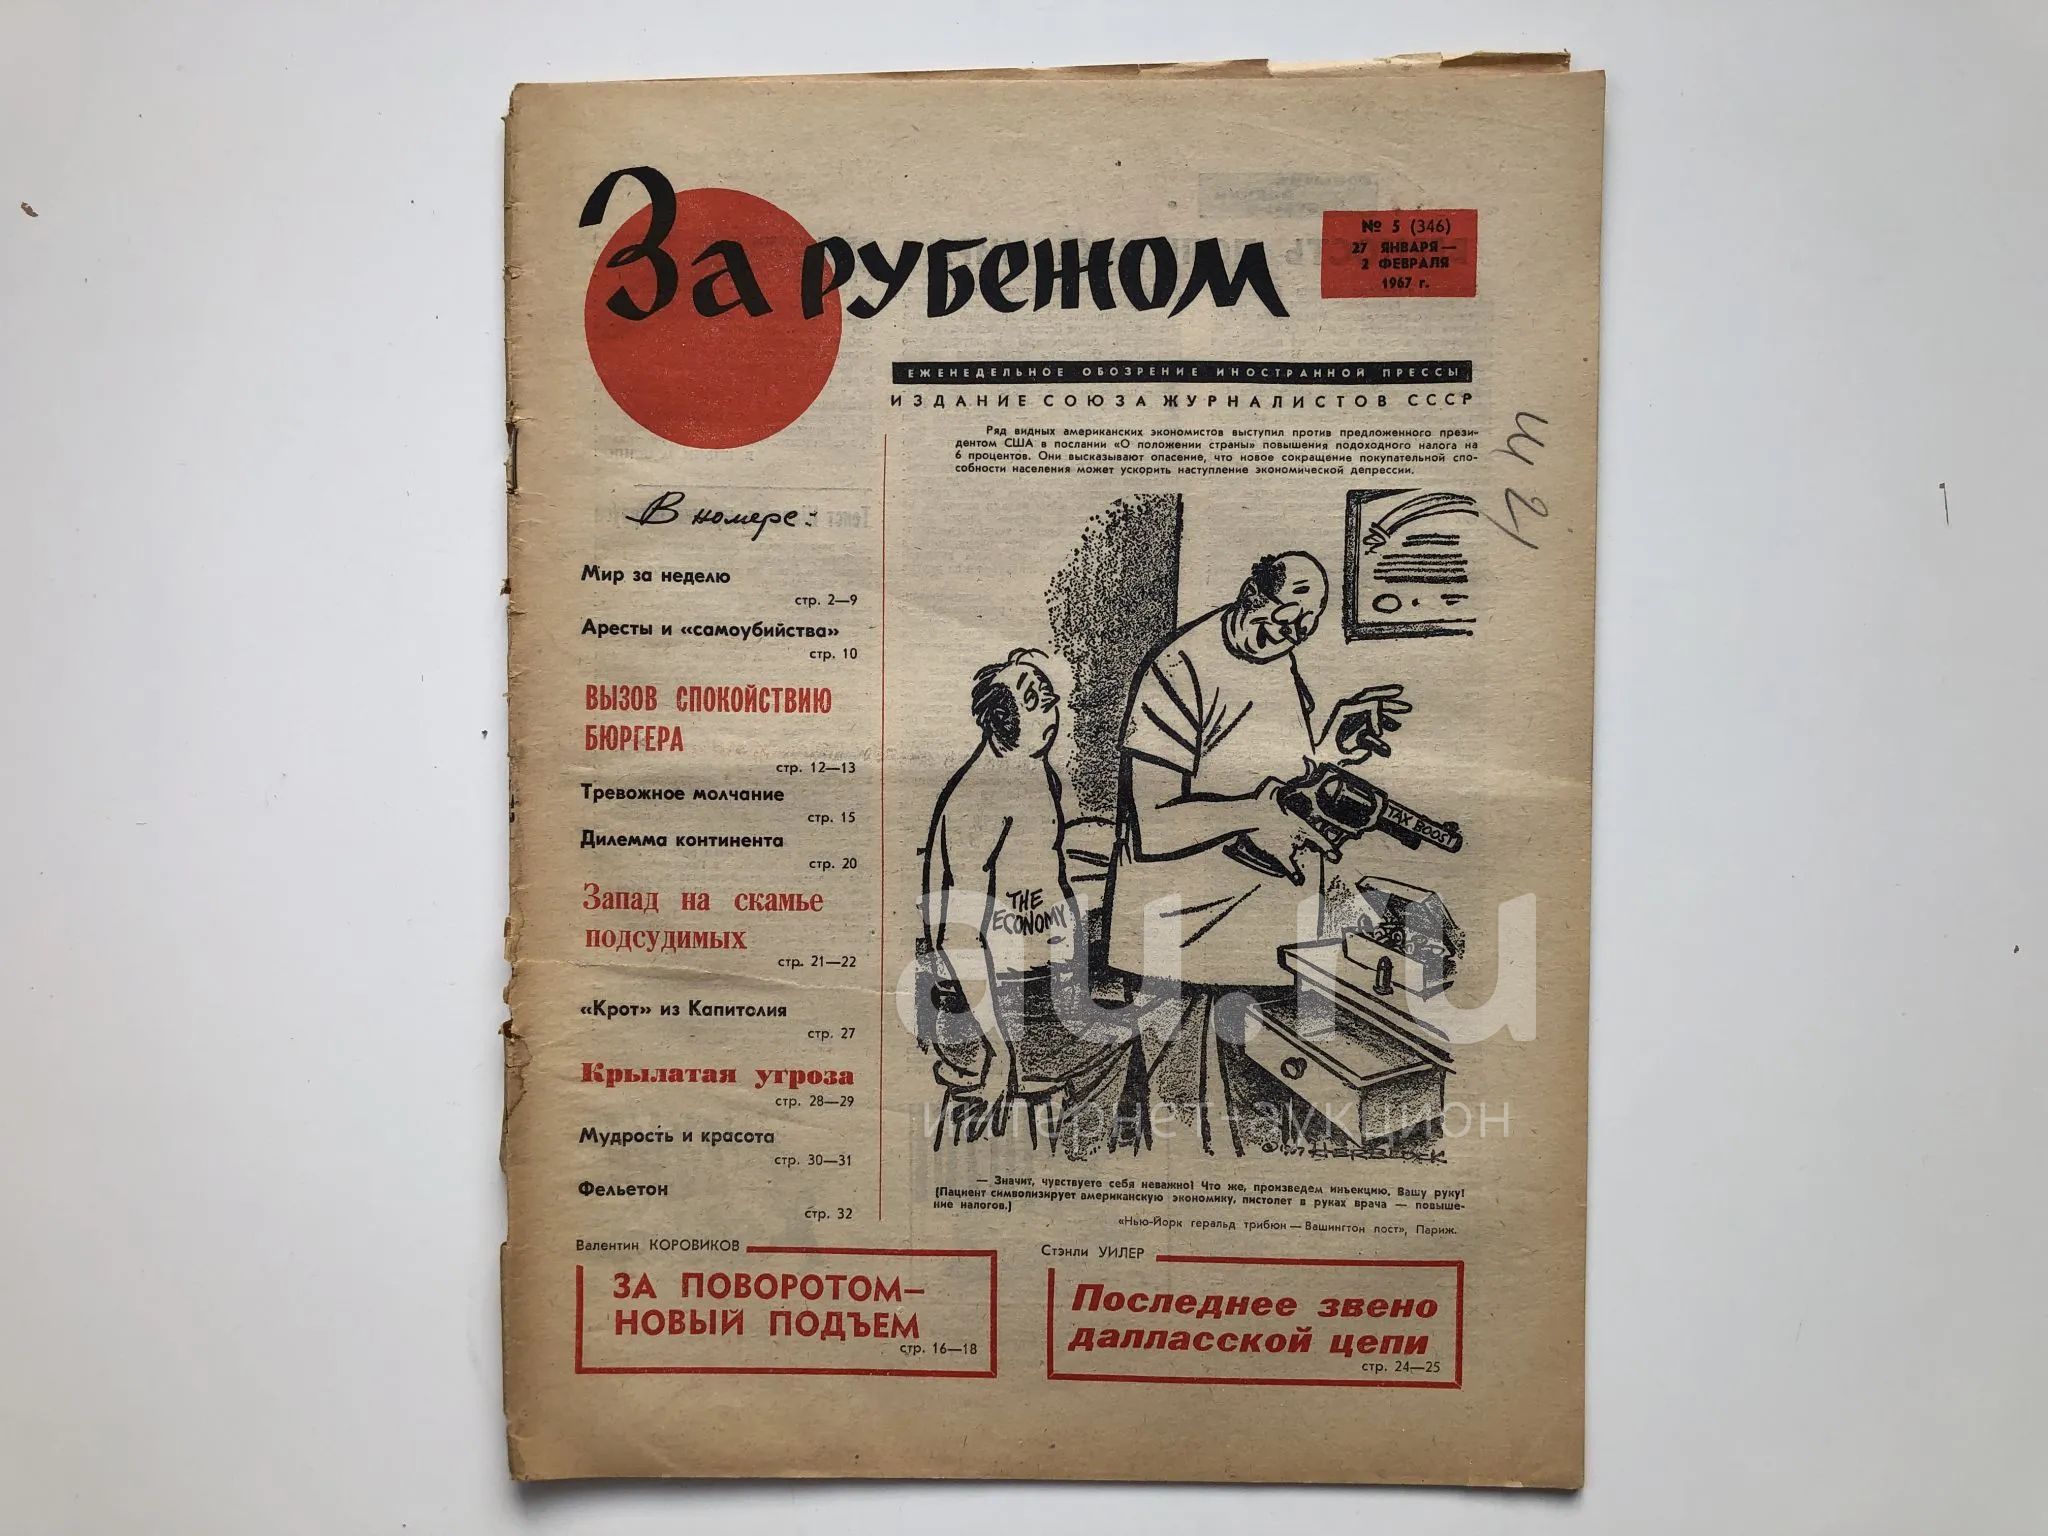 За рубежом
№ 5 (346)
27 ЯНВАРЯ—
2 ФЕВРАЛЯ
1967 г.
ЕЖЕНЕДЕЛЬНОЕ ОБОЗРЕНИЕ ИНОСТРАННОЙ ПРЕССЫ
ИЗДАНИЕ СОЮЗА ЖУРНАЛИСТОВ СССР
Ряд видных американских экономистов выступил против предложенного прези-
дентом США в послании «О положении страны» повышения подоходного налога на
6 процентов. Они высказывают опасение, что новое сокращение покупательной спо-
собности населения может ускорить наступление экономической депрессии.
В номере:
Мир за неделю
стр. 2—9
Аресты и «самоубийства»
стр. 10
ВЫЗОВ СПОКОЙСТВИЮ
БЮРГЕРА
стр. 12—13
Тревожное молчание
стр. 15
Дилемма континента
стр. 20
Запад на скамье
подсудимых
стр. 21—22
«Крот» из Капитолия
стр. 27
Крылатая угроза
стр. 28—29
Мудрость и красота
стр. 30—31
Фельетон
стр. 32
TAX BOOST
THE
ECONOMY
au.ru
интернет-аукцион
©1967 HERBLOCK
— Значит, чувствуете себя неважно! Что же, произведем инъекцию. Вашу руку!
(Пациент символизирует американскую экономику, пистолет в руках врача — повыше-
ние налогов.)
«Нью-Йорк геральд трибюн — Вашингтон пост», Париж.
Валентин КОРОВИКОВ
ЗА ПОВОРОТОМ—
НОВЫЙ ПОДЪЕМ
стр. 16—18
Стэнли УИЛЕР
Последнее звено
далласской цепи
стр. 24—25